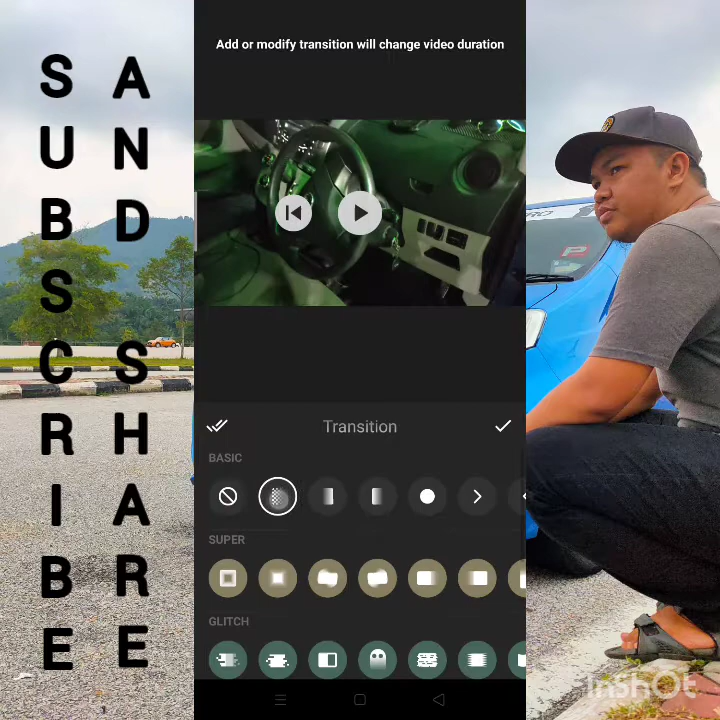 SUBSCRIBE
AND SHARE
Add or modify transition will change video duration
Transition
BASIC
SUPER
GLITCH
InshOt